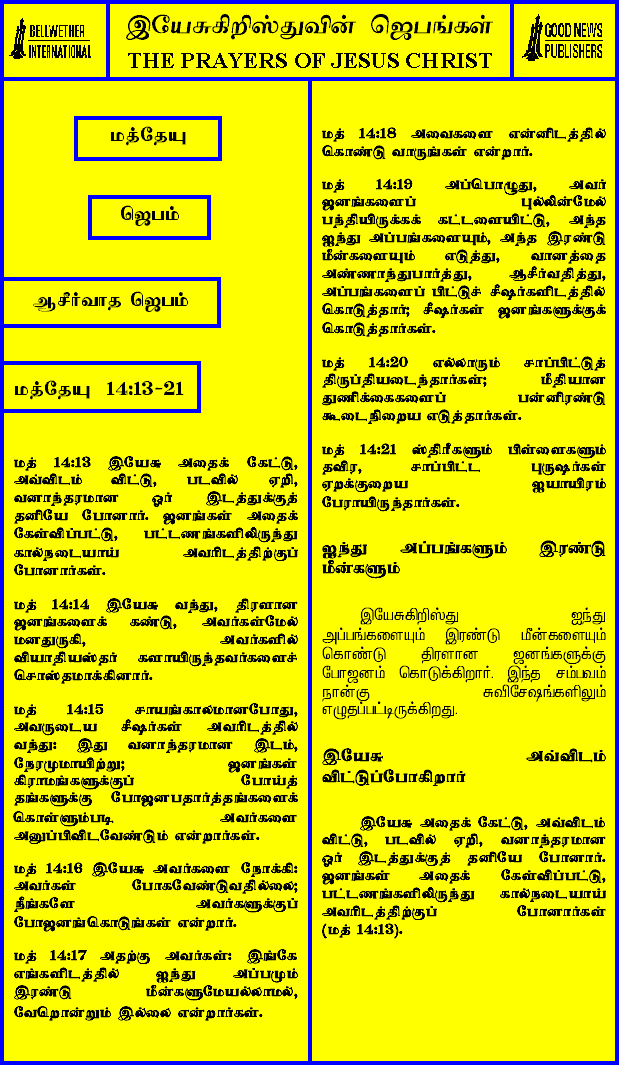 BELLWETHER
INTERNATIONAL
இயேசுகிறிஸ்துவின் ஜெபங்கள்
THE PRAYERS OF JESUS CHRIST
GOOD NEWS
PUBLISHERS
மத்தேயு
ஜெபம்
ஆசீர்வாத ஜெபம்
மத்தேயு 14:13-21
மத் 14:13 இயேசு அதைக் கேட்டு,
அவ்விடம் விட்டு, படவில் ஏறி,
வனாந்தரமான ஓர் இடத்துக்குத்
தனியே போனார். ஜனங்கள் அதைக்
கேள்விப்பட்டு, பட்டணங்களிலிருந்து
கால்நடையாய் அவரிடத்திற்குப்
போனார்கள்.
மத் 14:14 இயேசு வந்து, திரளான
ஜனங்களைக் கண்டு, அவர்கள்மேல்
மனதுருகி, அவர்களில்
வியாதியஸ்தர் களாயிருந்தவர்களைச்
சொஸ்தமாக்கினார்.
மத் 14:15 சாயங்காலமானபோது,
அவருடைய சீஷர்கள் அவரிடத்தில்
வந்து: இது வனாந்தரமான இடம்,
நேரமுமாயிற்று; ஜனங்கள்
கிராமங்களுக்குப் போய்த்
தங்களுக்கு போஜனபதார்த்தங்களைக்
கொள்ளும்படி அவர்களை
அனுப்பிவிடவேண்டும் என்றார்கள்.
மத் 14:16 இயேசு அவர்களை நோக்கி:
அவர்கள் போகவேண்டுவதில்லை;
நீங்களே அவர்களுக்குப்
போஜனங்கொடுங்கள் என்றார்.
மத் 14:17 அதற்கு அவர்கள்: இங்கே
எங்களிடத்தில் ஐந்து அப்பமும்
இரண்டு மீன்களுமேயல்லாமல்,
வேறொன்றும் இல்லை என்றார்கள்.
மத் 14:18 அவைகளை என்னிடத்தில்
கொண்டு வாருங்கள் என்றார்.
மத் 14:19 அப்பொழுது, அவர்
ஜனங்களைப் புல்லின்மேல்
பந்தியிருக்கக் கட்டளையிட்டு, அந்த
ஐந்து அப்பங்களையும், அந்த இரண்டு
மீன்களையும் எடுத்து, வானத்தை
அண்ணாந்துபார்த்து, ஆசீர்வதித்து,
அப்பங்களைப் பிட்டுச் சீஷர்களிடத்தில்
கொடுத்தார்; சீஷர்கள் ஜனங்களுக்குக்
கொடுத்தார்கள்.
மத் 14:20 எல்லாரும் சாப்பிட்டுத்
திருப்தியடைந்தார்கள்; மீதியான
துணிக்கைகளைப் பன்னிரண்டு
கூடைநிறைய எடுத்தார்கள்.
மத் 14:21 ஸ்திரீகளும் பிள்ளைகளும்
தவிர, சாப்பிட்ட புருஷர்கள்
ஏறக்குறைய ஐயாயிரம்
பேராயிருந்தார்கள்.
ஐந்து அப்பங்களும் இரண்டு
மீன்களும்
இயேசுகிறிஸ்து ஐந்து
அப்பங்களையும் இரண்டு மீன்களையும்
கொண்டு திரளான ஜனங்களுக்கு
போஜனம் கொடுக்கிறார். இந்த சம்பவம்
நான்கு சுவிசேஷங்களிலும்
எழுதப்பட்டிருக்கிறது.
இயேசு அவ்விடம்
விட்டுப்போகிறார்
இயேசு அதைக் கேட்டு, அவ்விடம்
விட்டு, படவில் ஏறி, வனாந்தரமான
ஓர் இடத்துக்குத் தனியே போனார்.
ஜனங்கள் அதைக் கேள்விப்பட்டு,
பட்டணங்களிலிருந்து கால்நடையாய்
அவரிடத்திற்குப் போனார்கள்
(மத் 14:13).